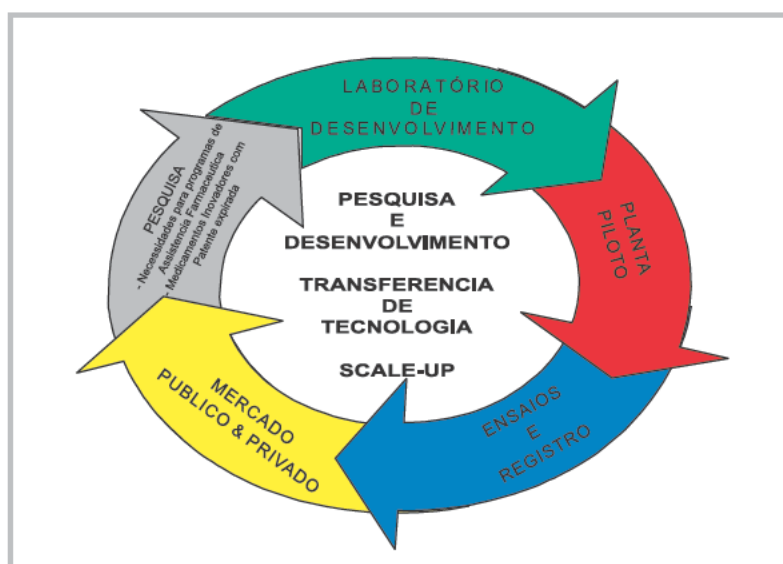 LABORATÓRIO
DE
DESENVOLVIMENTO
PLANTA
PILOTO
ENSAIOS
E
REGISTRO
MERCADO
PUBLICO & PRIVADO
PESQUISA
- Necessidades para programas de
Assistencia Farmaceutica
- Medicamentos Inovadores com
Patente expirada
PESQUISA
E
DESENVOLVIMENTO
TRANSFERENCIA
DE
TECNOLOGIA
SCALE-UP